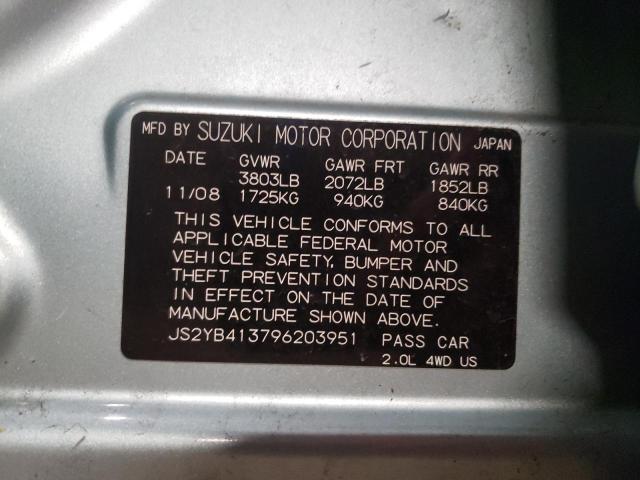 MFD BY SUZUKI MOTOR CORPORATION JAPAN
DATE GVWR GAWR FRT GAWR RR
3803LB 2072LB 1852LB
11/08 1725KG 940KG 840KG
THIS VEHICLE CONFORMS TO ALL
APPLICABLE FEDERAL MOTOR
VEHICLE SAFETY, BUMPER AND
THEFT PREVENTION STANDARDS
IN EFFECT ON THE DATE OF
MANUFACTURE SHOWN ABOVE.
JS2YB413796203951 PASS CAR
2.0L 4WD US